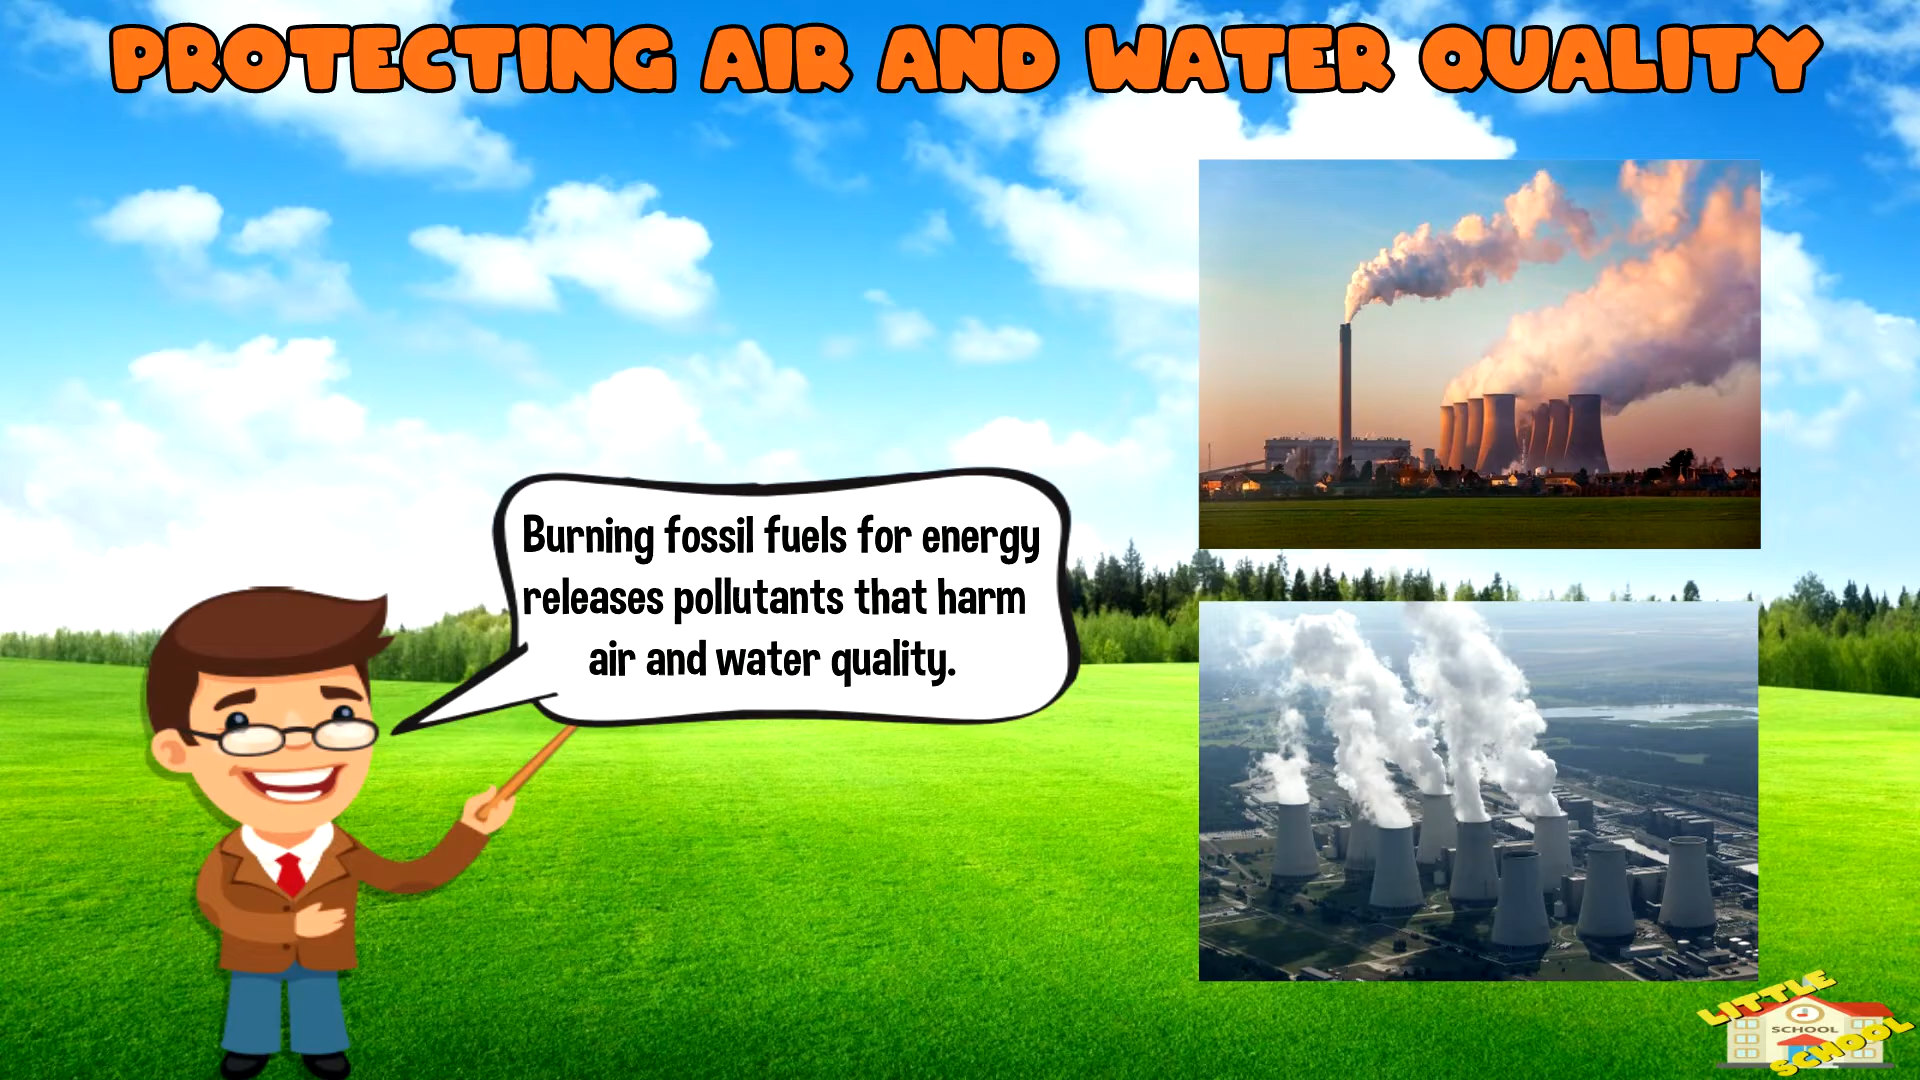 PROTECTING AIR AND WATER QUALITY
Burning fossil fuels for energy
releases pollutants that harm
air and water quality.
LITTLE
SCHOOL
SCHOOL